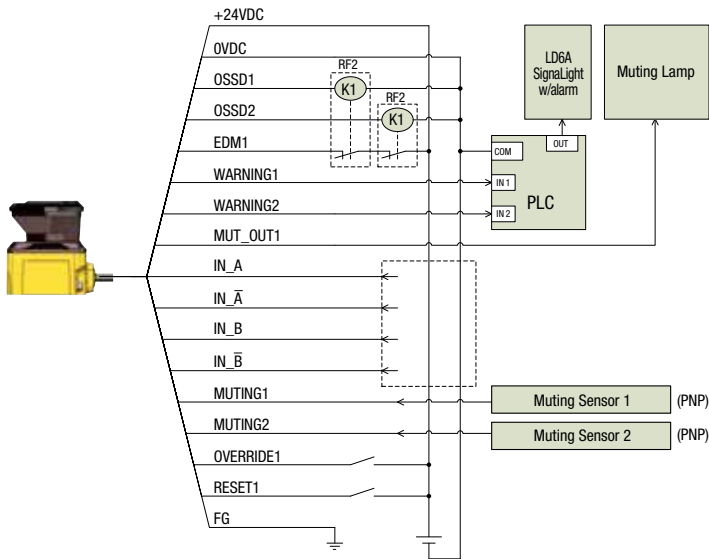 +24VDC
0VDC
OSSD1
OSSD2
EDM1
WARNING1
WARNING2
MUT_OUT1
IN_A
IN_A̅
IN_B
IN_B̅
MUTING1
MUTING2
OVERRIDE1
RESET1
FG
RF2
K1
RF2
K1
LD6A
SignaLight
w/alarm
Muting Lamp
OUT
COM
IN 1
PLC
IN 2
Muting Sensor 1 (PNP)
Muting Sensor 2 (PNP)